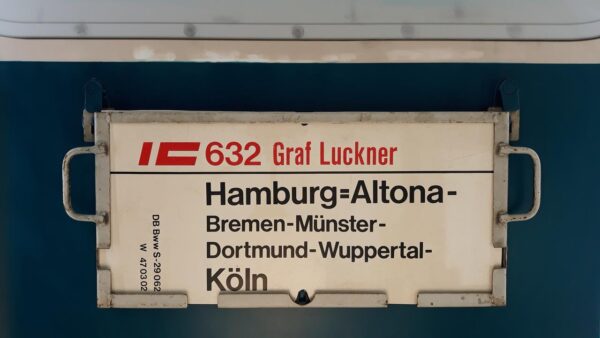 IC 632 Graf Luckner
Hamburg=Altona-
Bremen-Münster-
Dortmund-Wuppertal-
Köln
DB Bww S-29062
W 470302